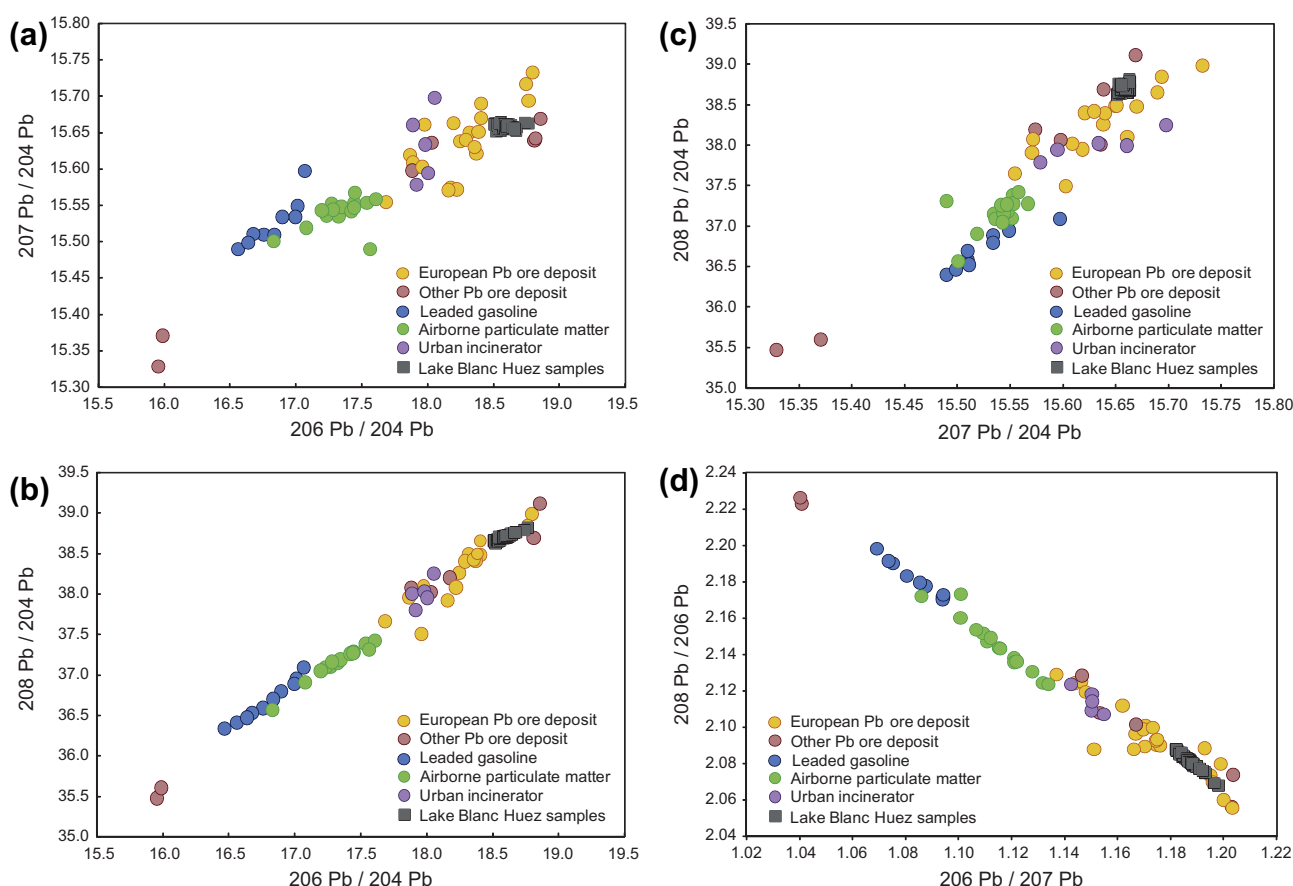 (a)
15.80
15.75
15.70
15.65
15.60
15.55
15.50
15.45
15.40
15.35
15.30
207 Pb / 204 Pb
European Pb ore deposit
Other Pb ore deposit
Leaded gasoline
Airborne particulate matter
Urban incinerator
Lake Blanc Huez samples
15.5 16.0 16.5 17.0 17.5 18.0 18.5 19.0 19.5
206 Pb / 204 Pb
(c)
39.5
39.0
38.5
38.0
37.5
37.0
36.5
36.0
35.5
35.0
208 Pb / 204 Pb
European Pb ore deposit
Other Pb ore deposit
Leaded gasoline
Airborne particulate matter
Urban incinerator
Lake Blanc Huez samples
15.30 15.40 15.50 15.60 15.70 15.80
207 Pb / 204 Pb
(b)
39.5
39.0
38.5
38.0
37.5
37.0
36.5
36.0
35.5
35.0
208 Pb / 204 Pb
European Pb ore deposit
Other Pb ore deposit
Leaded gasoline
Airborne particulate matter
Urban incinerator
Lake Blanc Huez samples
15.5 16.0 16.5 17.0 17.5 18.0 18.5 19.0 19.5
206 Pb / 204 Pb
(d)
2.24
2.22
2.20
2.18
2.16
2.14
2.12
2.10
2.08
2.06
2.04
208 Pb / 206 Pb
European Pb ore deposit
Other Pb ore deposit
Leaded gasoline
Airborne particulate matter
Urban incinerator
Lake Blanc Huez samples
1.02 1.04 1.06 1.08 1.10 1.12 1.14 1.16 1.18 1.20 1.22
206 Pb / 207 Pb